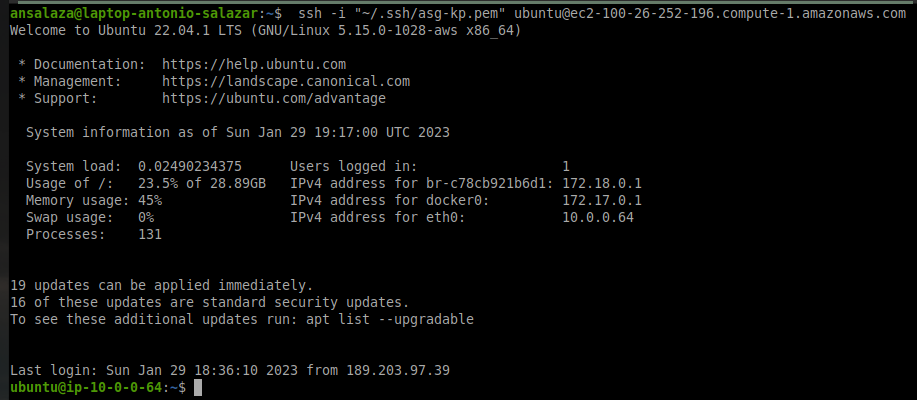 ansalaza@laptop-antonio-salazar:~$  ssh -i "~/.ssh/asg-kp.pem" ubuntu@ec2-100-26-252-196.compute-1.amazonaws.com
Welcome to Ubuntu 22.04.1 LTS (GNU/Linux 5.15.0-1028-aws x86_64)

 * Documentation:  https://help.ubuntu.com
 * Management:     https://landscape.canonical.com
 * Support:        https://ubuntu.com/advantage

  System information as of Sun Jan 29 19:17:00 UTC 2023

  System load:  0.02490234375      Users logged in:                  1
  Usage of /:   23.5% of 28.89GB   IPv4 address for br-c78cb921b6d1: 172.18.0.1
  Memory usage: 45%                IPv4 address for docker0:         172.17.0.1
  Swap usage:   0%                 IPv4 address for eth0:            10.0.0.64
  Processes:    131

19 updates can be applied immediately.
16 of these updates are standard security updates.
To see these additional updates run: apt list --upgradable

Last login: Sun Jan 29 18:36:10 2023 from 189.203.97.39
ubuntu@ip-10-0-0-64:~$